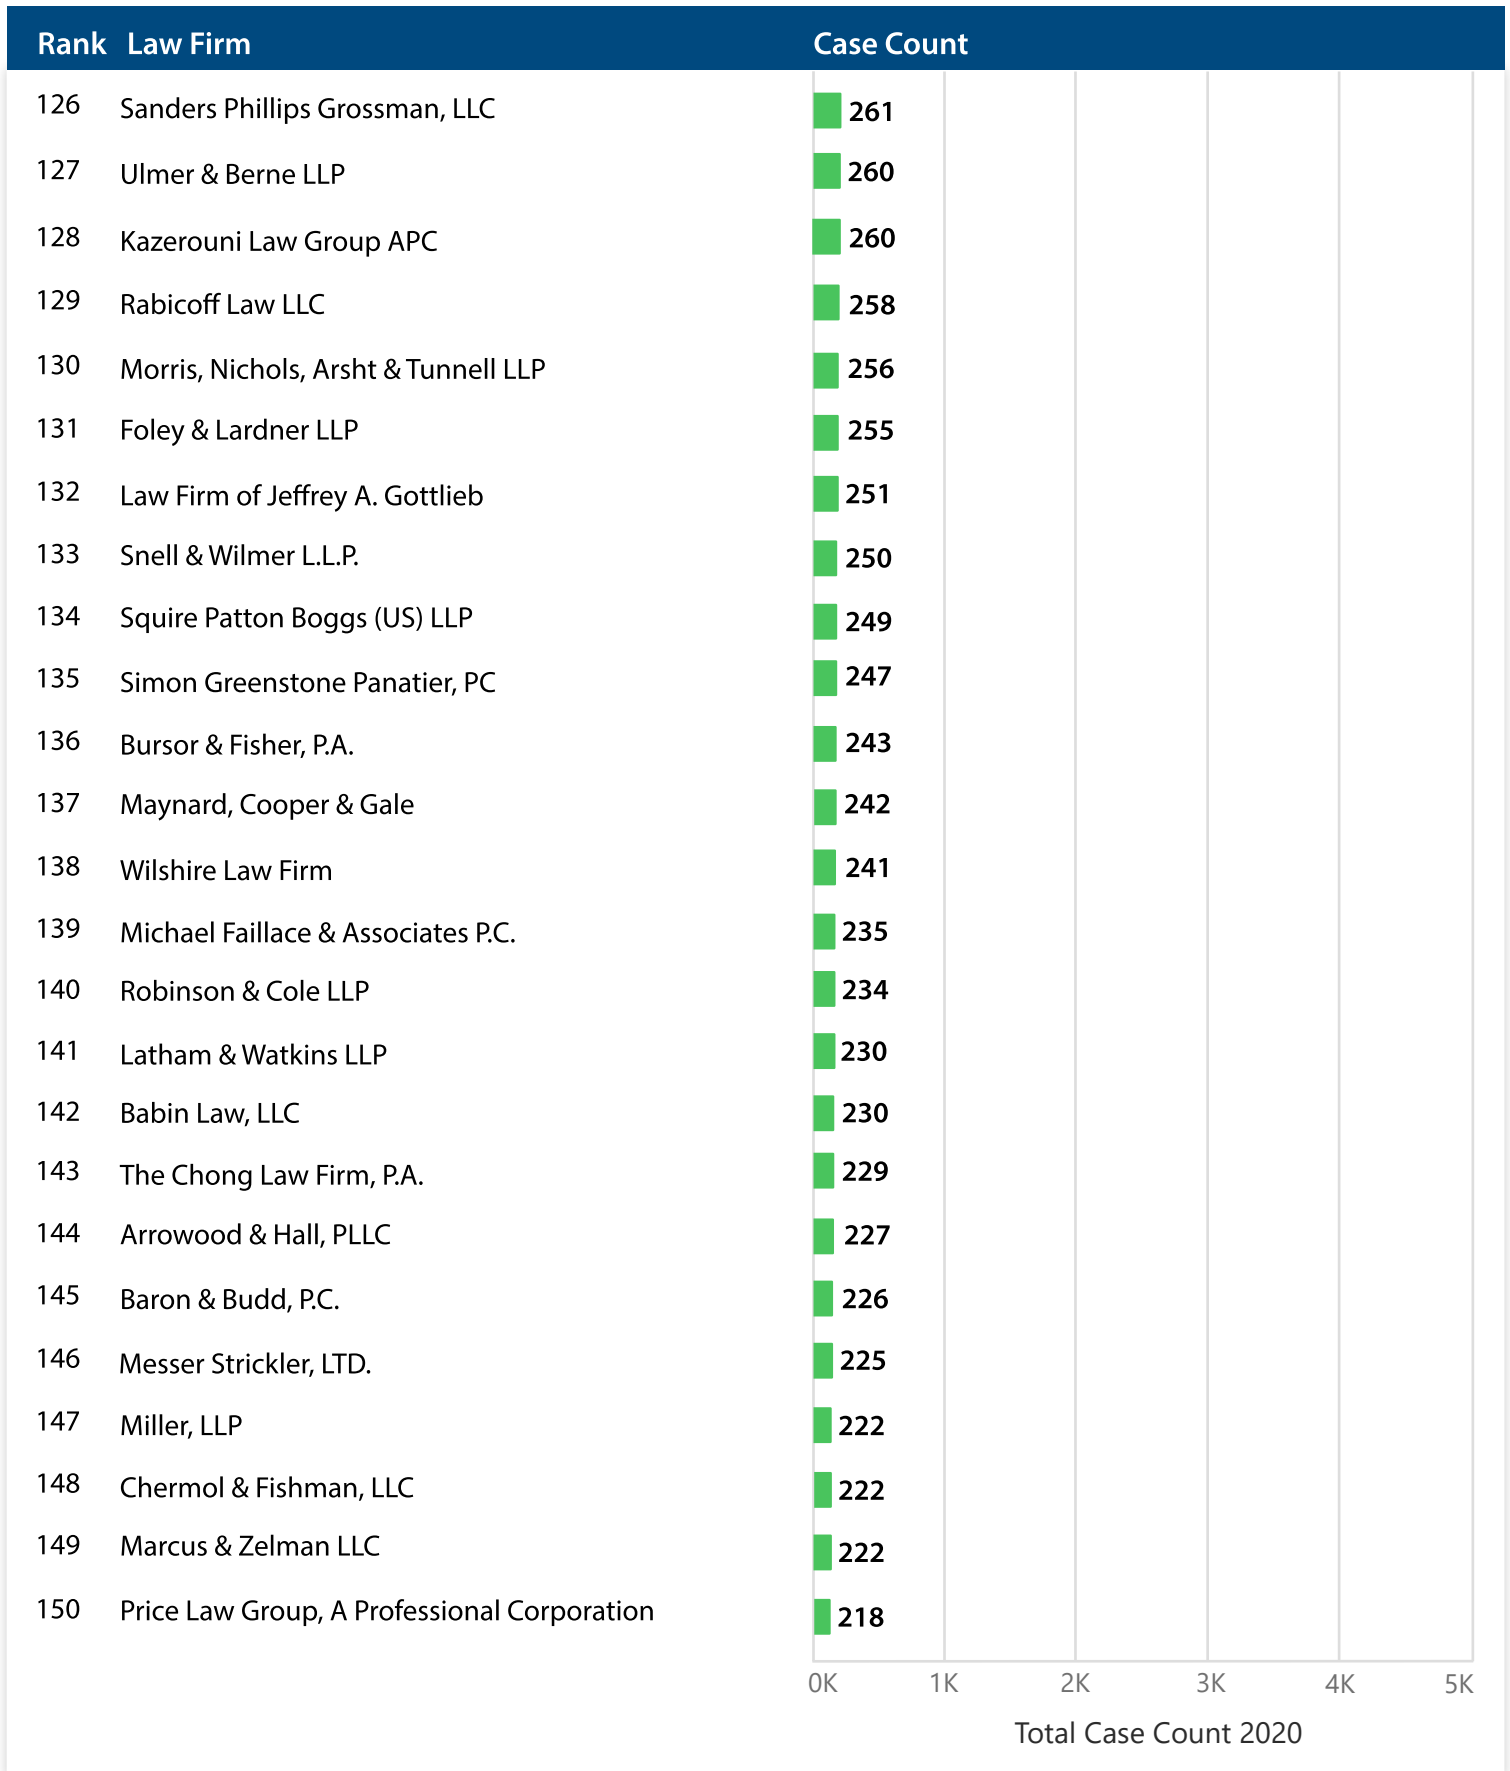 Rank Law Firm Case Count
126 Sanders Phillips Grossman, LLC 261
127 Ulmer & Berne LLP 260
128 Kazerouni Law Group APC 260
129 Rabicoff Law LLC 258
130 Morris, Nichols, Arsht & Tunnell LLP 256
131 Foley & Lardner LLP 255
132 Law Firm of Jeffrey A. Gottlieb 251
133 Snell & Wilmer L.L.P. 250
134 Squire Patton Boggs (US) LLP 249
135 Simon Greenstone Panatier, PC 247
136 Bursor & Fisher, P.A. 243
137 Maynard, Cooper & Gale 242
138 Wilshire Law Firm 241
139 Michael Faillace & Associates P.C. 235
140 Robinson & Cole LLP 234
141 Latham & Watkins LLP 230
142 Babin Law, LLC 230
143 The Chong Law Firm, P.A. 229
144 Arrowood & Hall, PLLC 227
145 Baron & Budd, P.C. 226
146 Messer Strickler, LTD. 225
147 Miller, LLP 222
148 Chermol & Fishman, LLC 222
149 Marcus & Zelman LLC 222
150 Price Law Group, A Professional Corporation 218
0K 1K 2K 3K 4K 5K
Total Case Count 2020